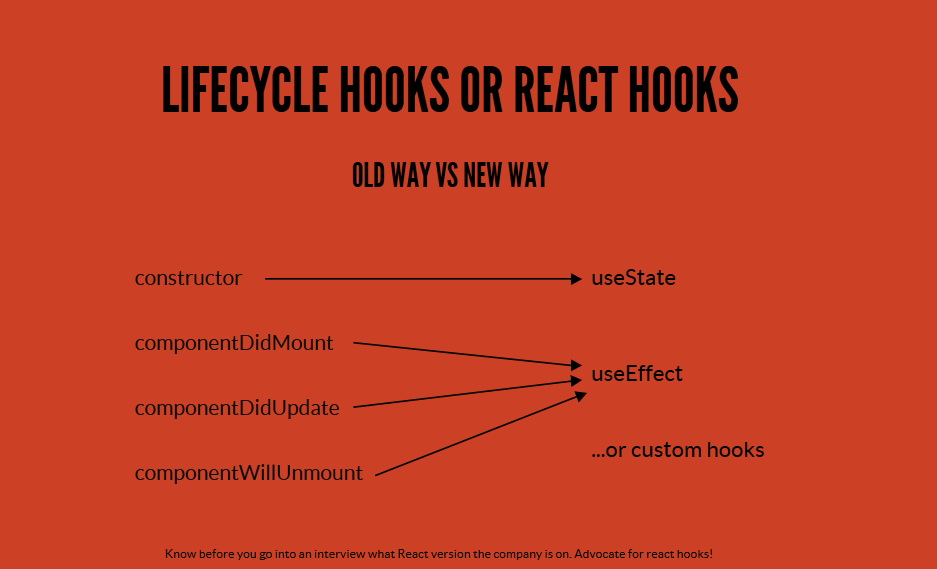 LIFECYCLE HOOKS OR REACT HOOKS
OLD WAY VS NEW WAY
constructor
useState
componentDidMount
useEffect
componentDidUpdate
...or custom hooks
componentWillUnmount
Know before you go into an interview what React version the company is on. Advocate for react hooks!